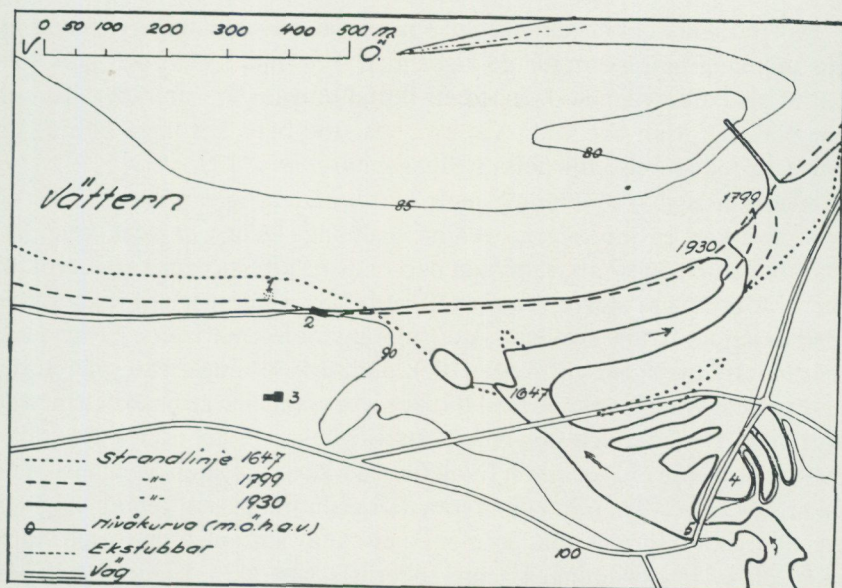 0 50 100 200 300 400 500 m.
V. Ö.
80
85
Vättern
1799
1930
1
2
90
3
1647
4
5
100
Strandlinje 1647
-"- 1799
-"- 1930
Nivåkurva (m.ö.h.a.v.)
Ekstubbar
Väg